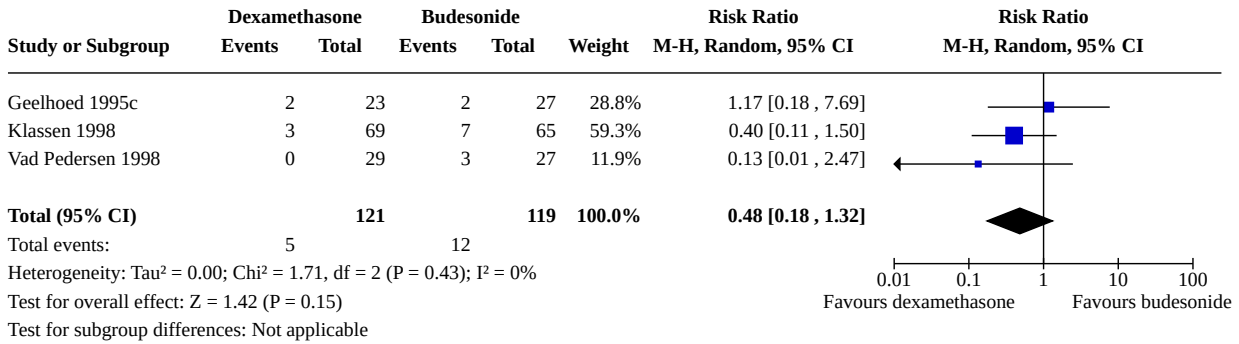 Dexamethasone Budesonide Risk Ratio Risk Ratio
Study or Subgroup Events Total Events Total Weight M-H, Random, 95% CI M-H, Random, 95% CI
Geelhoed 1995c 2 23 2 27 28.8% 1.17 [0.18 , 7.69]
Klassen 1998 3 69 7 65 59.3% 0.40 [0.11 , 1.50]
Vad Pedersen 1998 0 29 3 27 11.9% 0.13 [0.01 , 2.47]
Total (95% CI) 121 119 100.0% 0.48 [0.18 , 1.32]
Total events: 5 12
Heterogeneity: Tau² = 0.00; Chi² = 1.71, df = 2 (P = 0.43); I² = 0%
0.01 0.1 1 10 100
Test for overall effect: Z = 1.42 (P = 0.15) Favours dexamethasone Favours budesonide
Test for subgroup differences: Not applicable